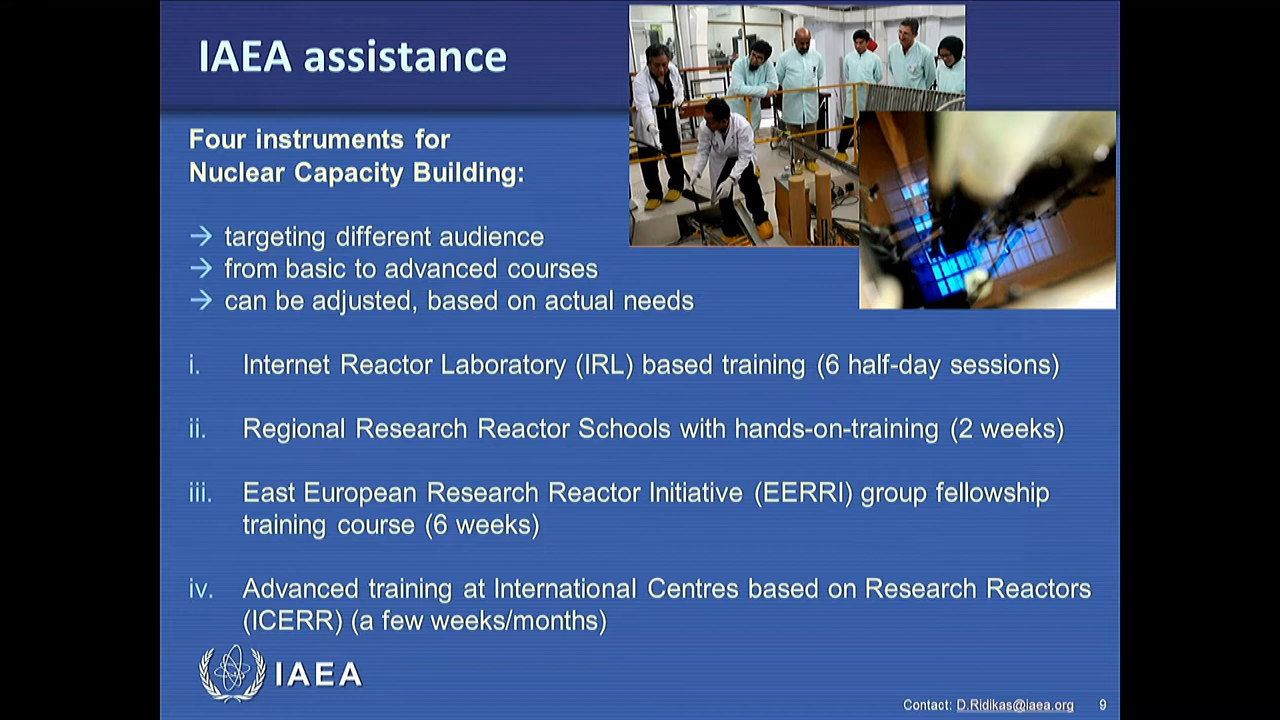 IAEA assistance
Four instruments for
Nuclear Capacity Building:
→ targeting different audience
→ from basic to advanced courses
→ can be adjusted, based on actual needs
i. Internet Reactor Laboratory (IRL) based training (6 half-day sessions)
ii. Regional Research Reactor Schools with hands-on-training (2 weeks)
iii. East European Research Reactor Initiative (EERRI) group fellowship
training course (6 weeks)
iv. Advanced training at International Centres based on Research Reactors
(ICERR) (a few weeks/months)
IAEA
Contact: D.Ridikas@iaea.org 9